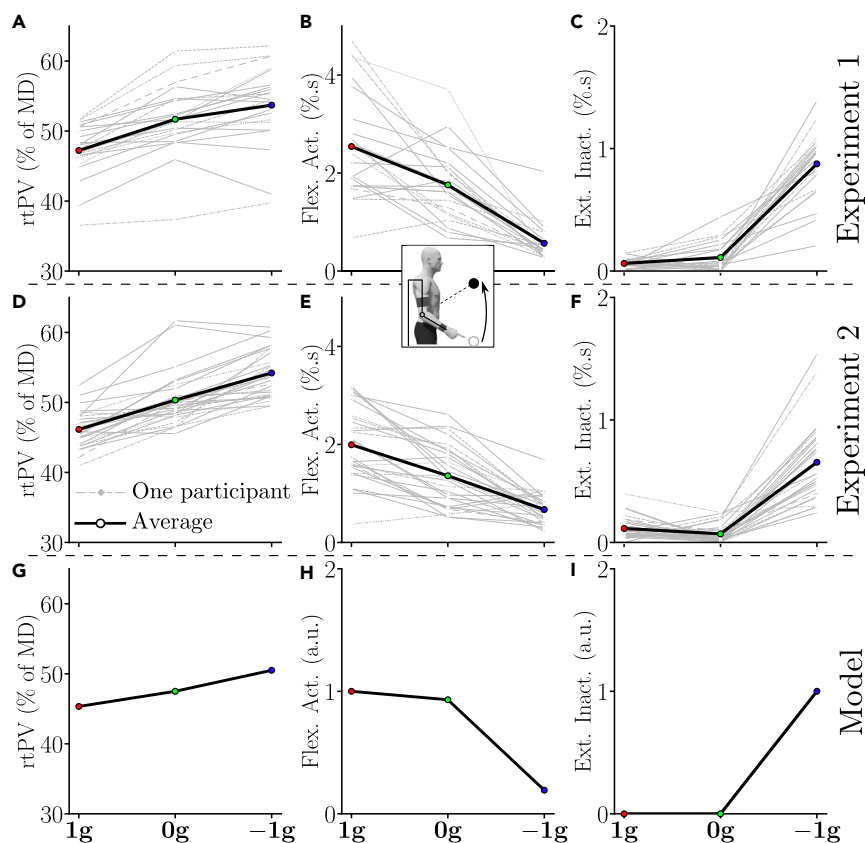 A
B
C
rtPV (% of MD)
60
50
40
30
Flex. Act. (%.s)
4
2
0
Ext. Inact. (%.s)
2
1
0
Experiment 1
D
E
F
rtPV (% of MD)
60
50
40
30
One participant
Average
Flex. Act. (%.s)
4
2
0
Ext. Inact. (%.s)
2
1
0
Experiment 2
G
H
I
rtPV (% of MD)
60
50
40
30
Flex. Act. (a.u.)
2
1
0
Ext. Inact. (a.u.)
2
1
0
Model
1g 0g −1g
1g 0g −1g
1g 0g −1g